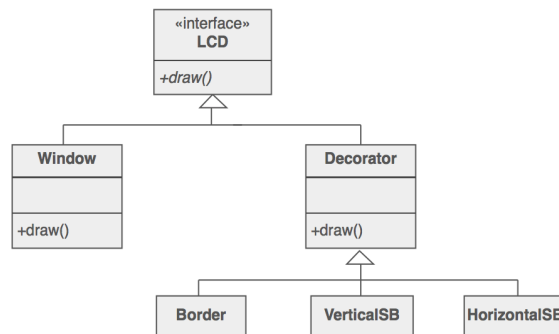 «interface»
LCD
+draw()
Window
Decorator
+draw()
+draw()
Border
VerticalSB
HorizontalSB